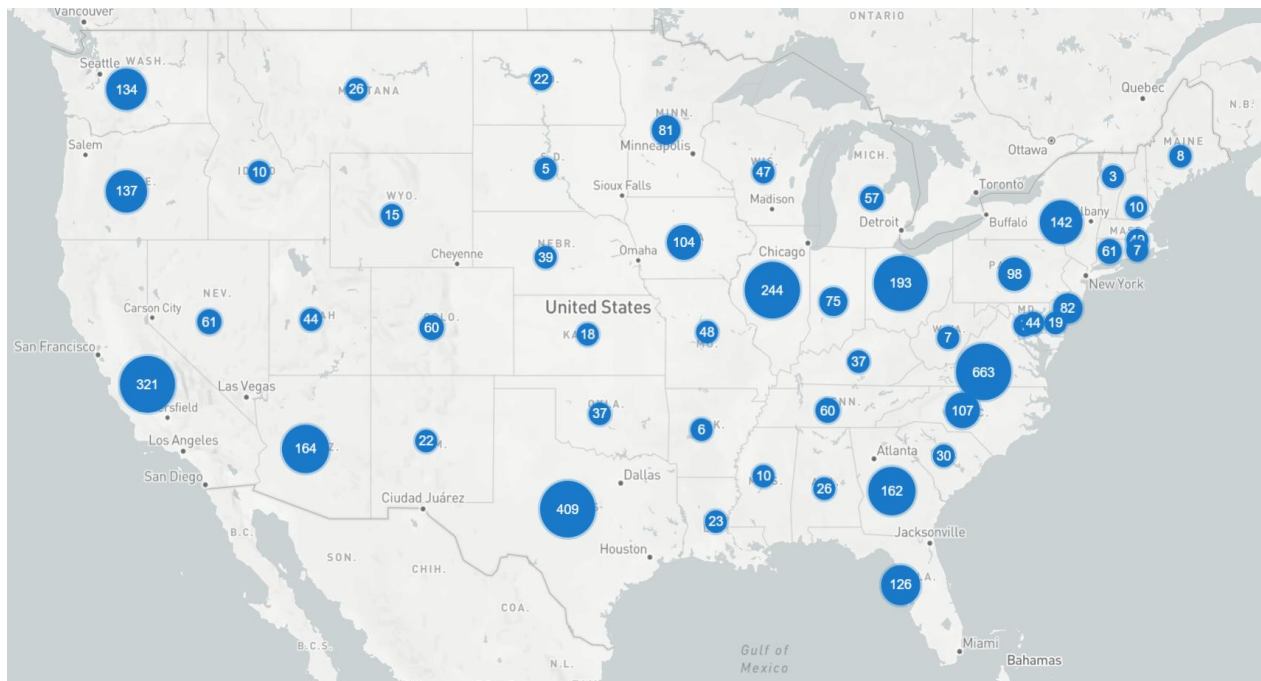 Vancouver
ONTARIO
Seattle
WASH.
134
26
MONTANA
22
Quebec
N.B.
MINN.
81
Minneapolis
Ottawa
MAINE
8
Salem
137
10
5
S.D.
WIS.
47
MICH.
3
Sioux Falls
57
Toronto
WYO.
15
Madison
Detroit
Buffalo
142
10
NEBR.
39
Omaha
104
Chicago
MASS.
61
7
Cheyenne
NEV.
Carson City
61
44
60
United States
244
75
193
98
New York
82
18
48
MO.
MD.
44
19
7
San Francisco
321
Las Vegas
37
663
Los Angeles
164
22
OKLA.
37
6
60
107
San Diego
Ciudad Juárez
Dallas
409
10
26
Atlanta
30
162
B.C.
SON.
CHIH.
Houston
23
Jacksonville
126
COA.
B.C.S.
N.L.
Gulf of
Mexico
Miami
Bahamas